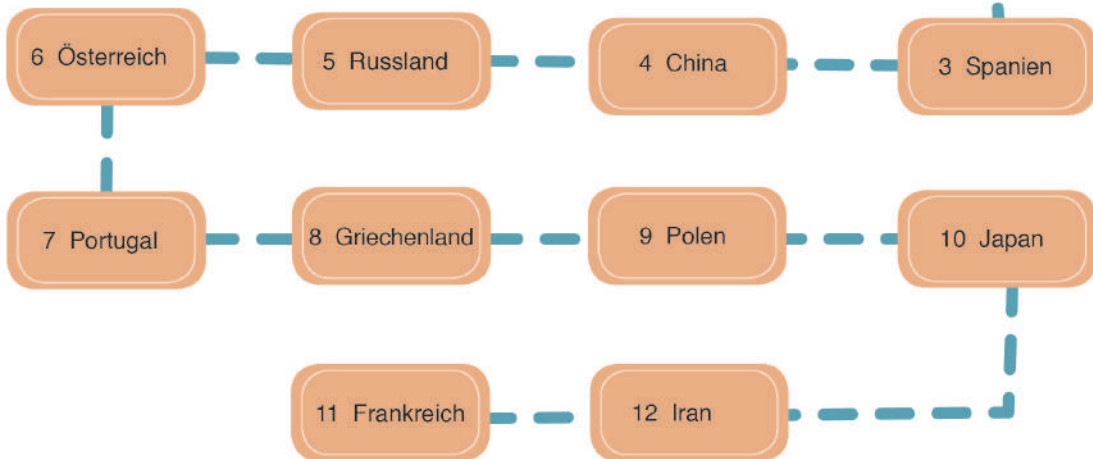 6 Österreich
5 Russland
4 China
3 Spanien
7 Portugal
8 Griechenland
9 Polen
10 Japan
11 Frankreich
12 Iran